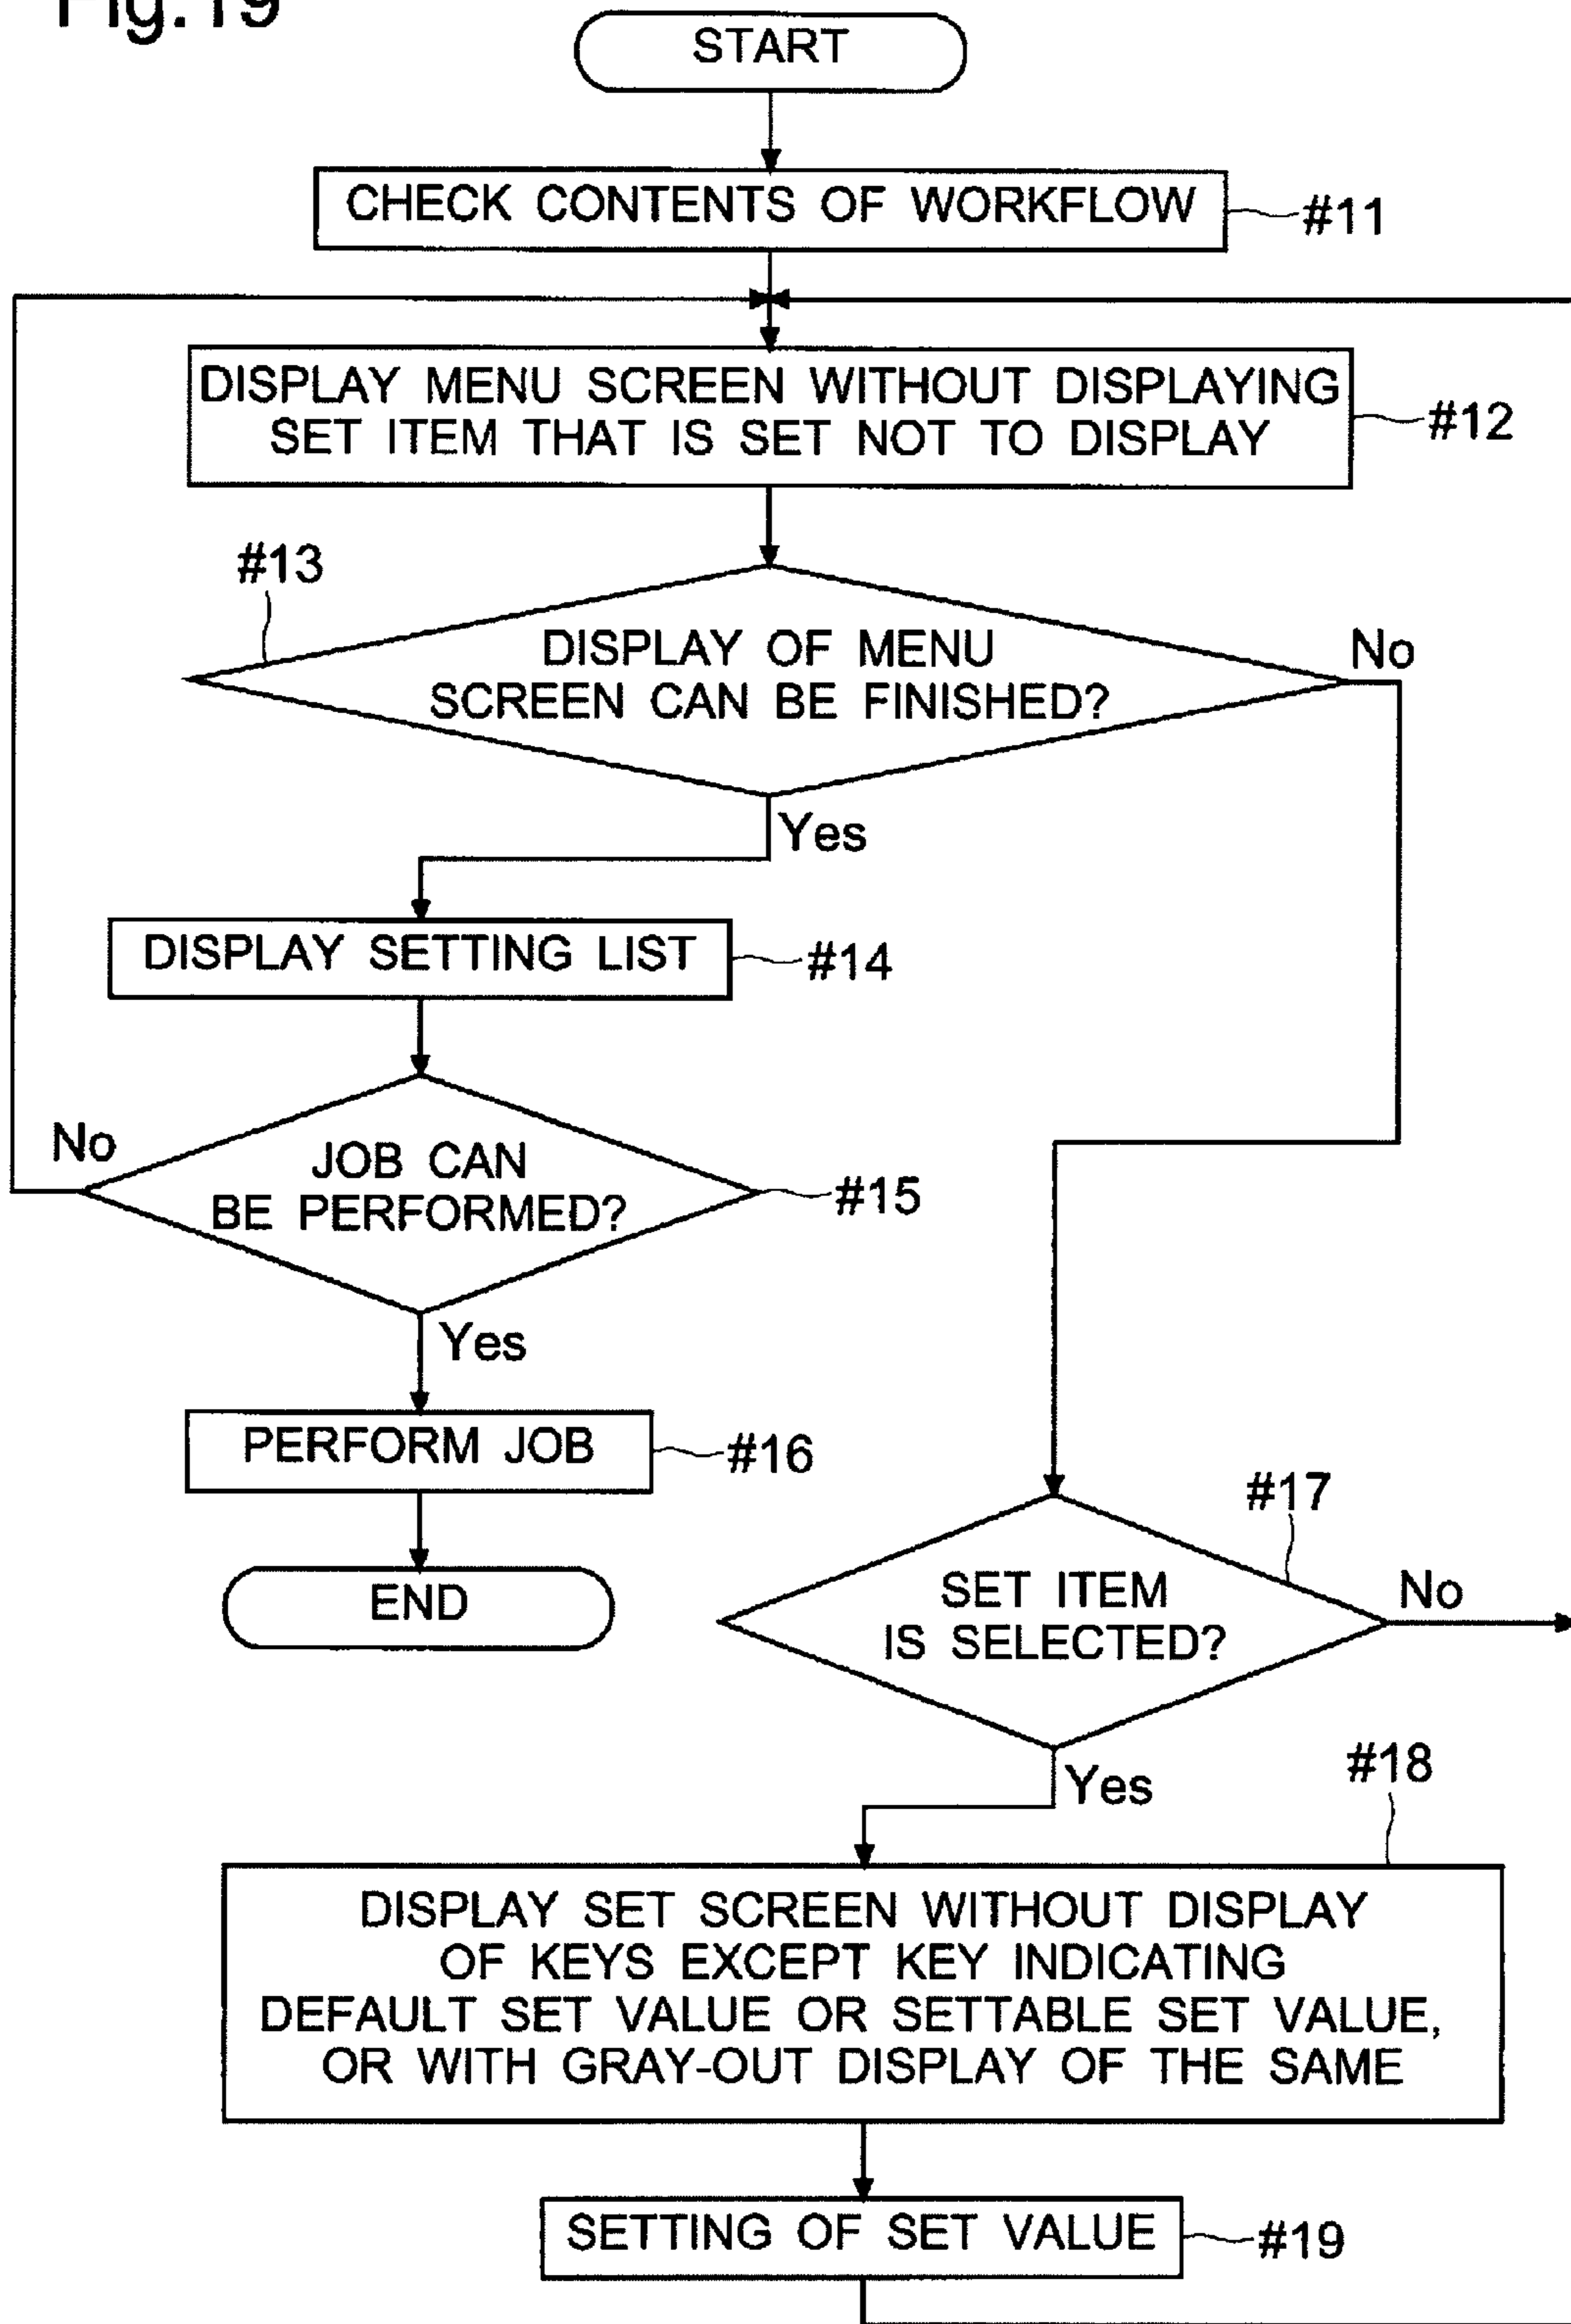 Fig.19
START
CHECK CONTENTS OF WORKFLOW
#11
DISPLAY MENU SCREEN WITHOUT DISPLAYING
SET ITEM THAT IS SET NOT TO DISPLAY
#12
#13
DISPLAY OF MENU
SCREEN CAN BE FINISHED?
No
Yes
DISPLAY SETTING LIST
#14
No
JOB CAN
BE PERFORMED?
#15
Yes
PERFORM JOB
#16
END
#17
SET ITEM
IS SELECTED?
No
Yes
#18
DISPLAY SET SCREEN WITHOUT DISPLAY
OF KEYS EXCEPT KEY INDICATING
DEFAULT SET VALUE OR SETTABLE SET VALUE,
OR WITH GRAY-OUT DISPLAY OF THE SAME
SETTING OF SET VALUE
#19